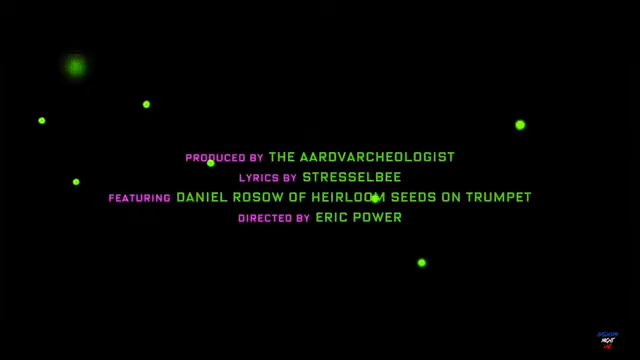 PRODUCED BY THE AARDVARCHEOLOGIST
LYRICS BY STRESSELBEE
FEATURING DANIEL ROSOW OF HEIRLOOM SEEDS ON TRUMPET
DIRECTED BY ERIC POWER
NIGHT